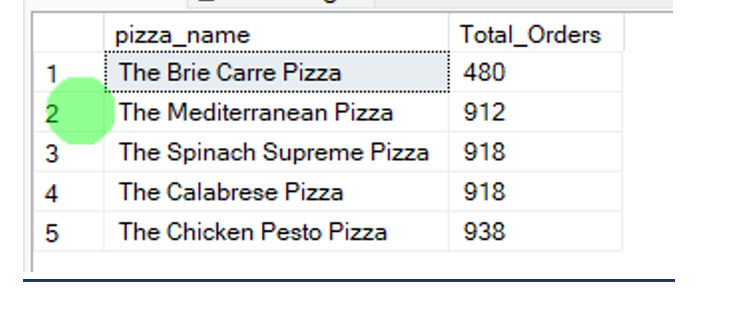 pizza_name Total_Orders
1 The Brie Carre Pizza 480
2 The Mediterranean Pizza 912
3 The Spinach Supreme Pizza 918
4 The Calabrese Pizza 918
5 The Chicken Pesto Pizza 938